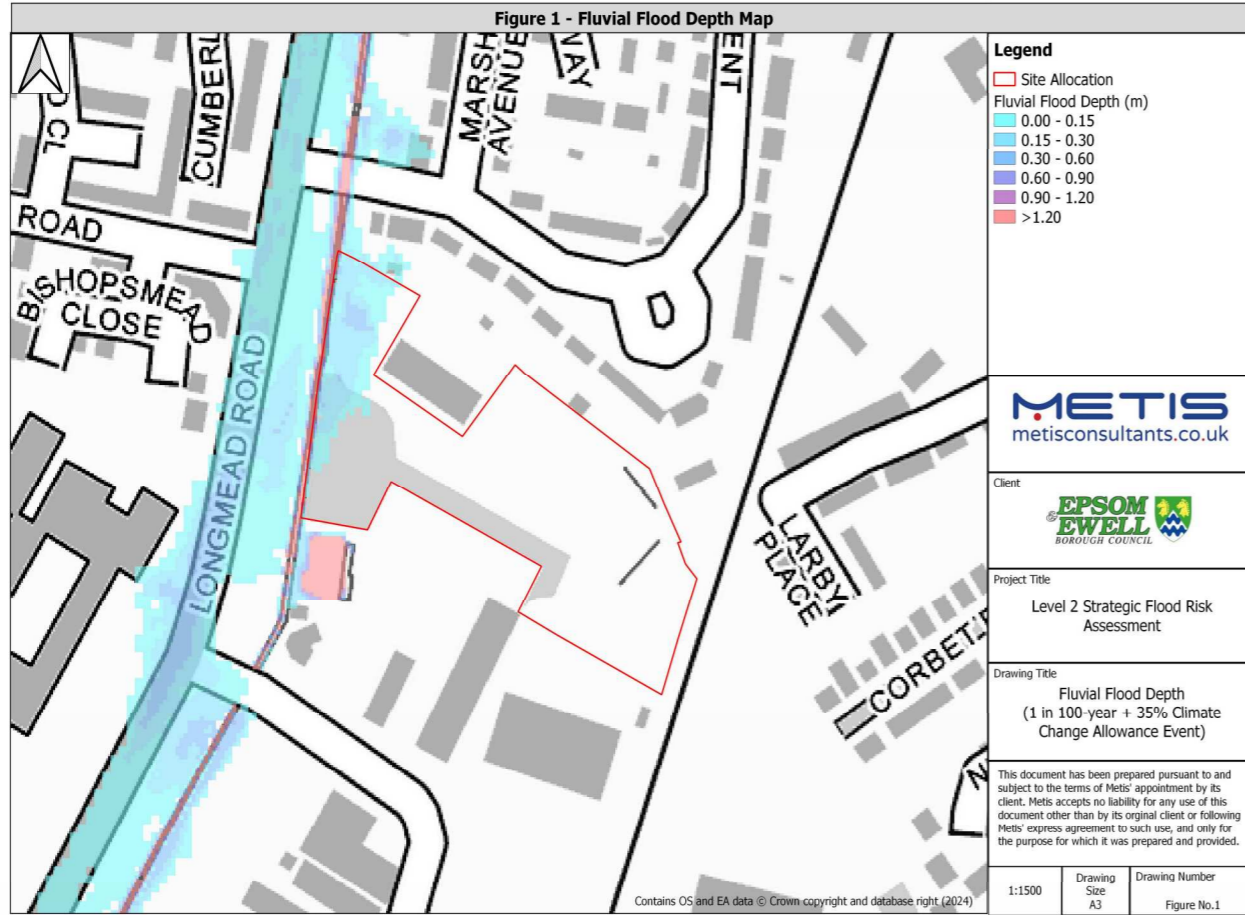 Figure 1 - Fluvial Flood Depth Map
CUMBERL
MARSH
AVENUE
WAY
ENT
CL
ROAD
BISHOPSMEAD
CLOSE
LONGMEAD ROAD
LARBY
PLACE
CORBETIE
Contains OS and EA data © Crown copyright and database right (2024)
Legend
Site Allocation
Fluvial Flood Depth (m)
0.00 - 0.15
0.15 - 0.30
0.30 - 0.60
0.60 - 0.90
0.90 - 1.20
>1.20
METIS
metisconsultants.co.uk
Client
EPSOM
& EWELL
BOROUGH COUNCIL
Project Title
Level 2 Strategic Flood Risk
Assessment
Drawing Title
Fluvial Flood Depth
(1 in 100-year + 35% Climate
Change Allowance Event)
This document has been prepared pursuant to and
subject to the terms of Metis' appointment by its
client. Metis accepts no liability for any use of this
document other than by its orginal client or following
Metis' express agreement to such use, and only for
the purpose for which it was prepared and provided.
1:1500
Drawing
Size
A3
Drawing Number
Figure No.1